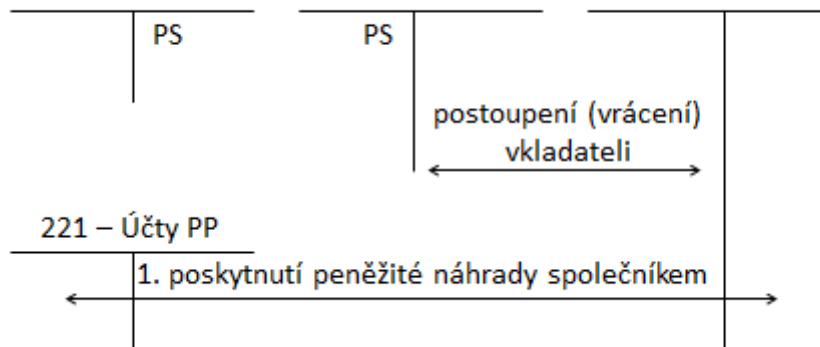 PS
PS
postoupení (vrácení)
vkladateli
221 – Účty PP
1. poskytnutí peněžité náhrady společníkem